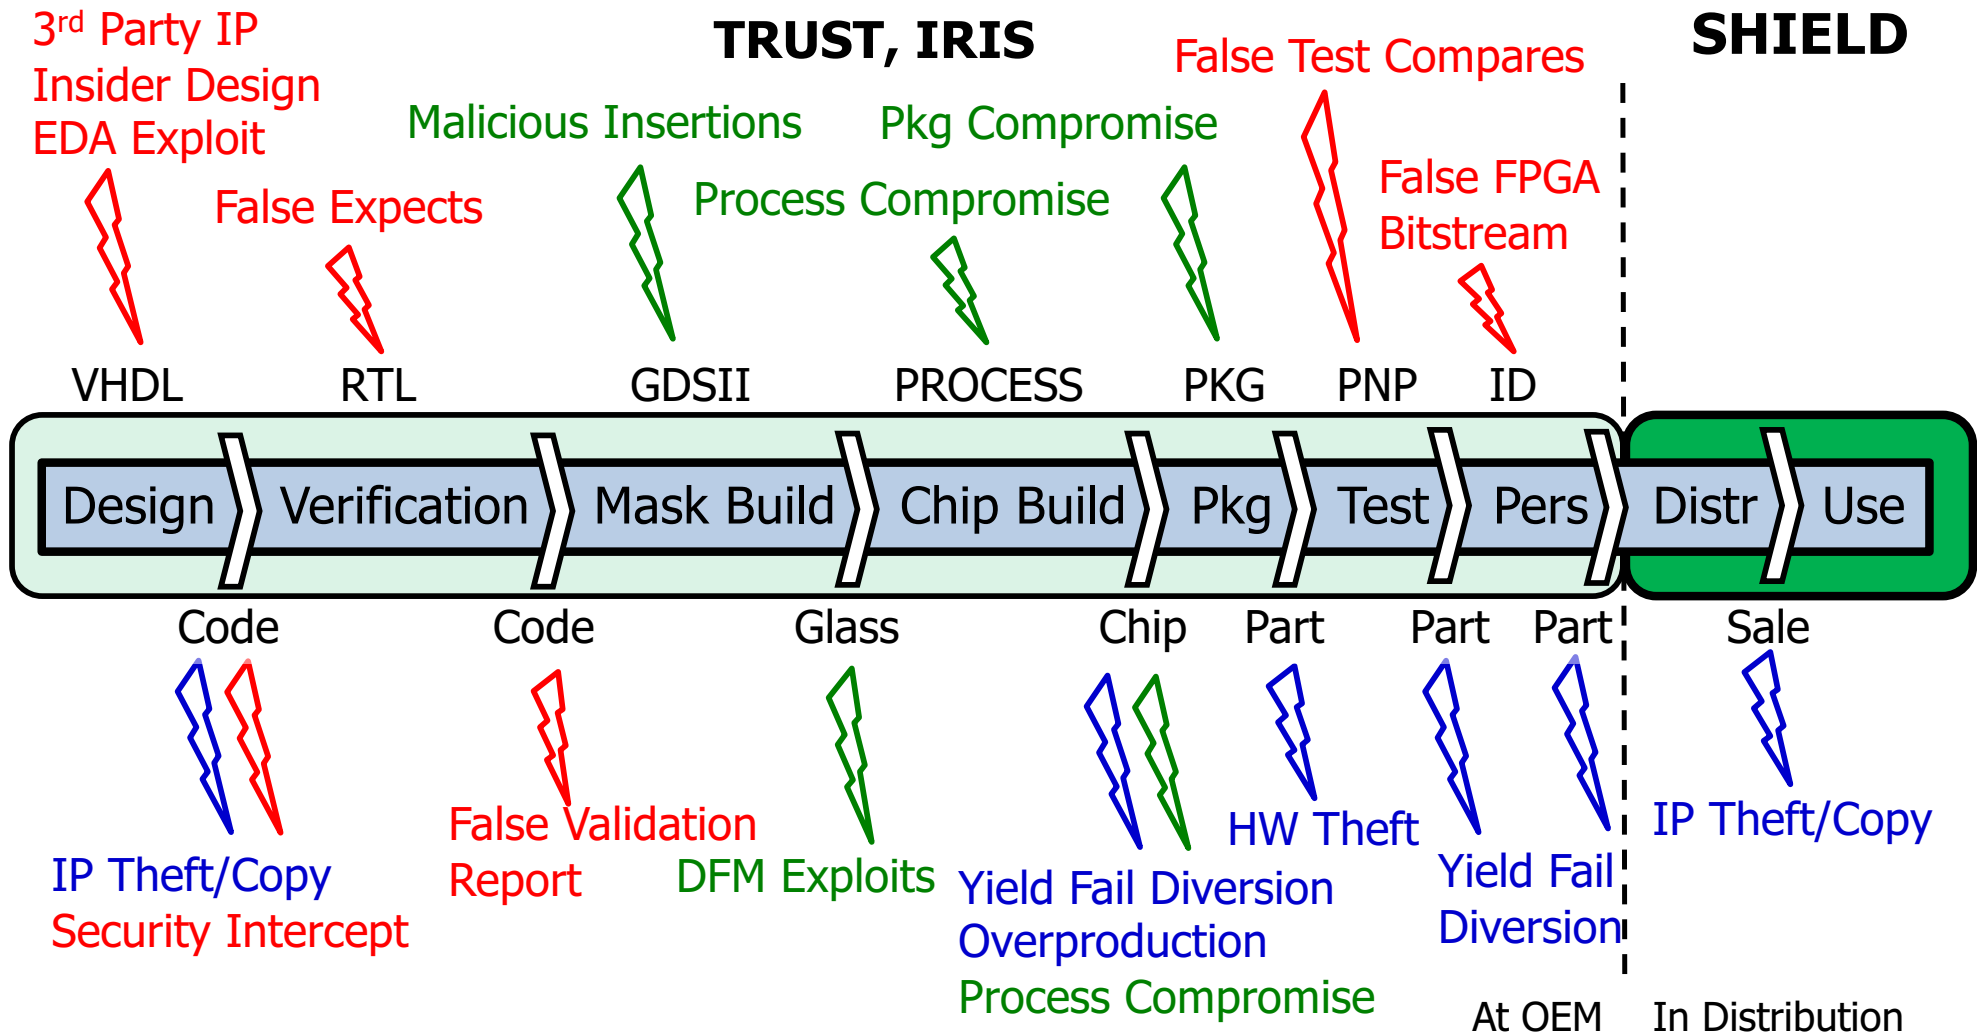 3rd Party IP
Insider Design
EDA Exploit
TRUST, IRIS
SHIELD
False Test Compares
Malicious Insertions
Pkg Compromise
False Expects
Process Compromise
False FPGA
Bitstream
VHDL
RTL
GDSII
PROCESS
PKG
PNP
ID
Design
Verification
Mask Build
Chip Build
Pkg
Test
Pers
Distr
Use
Code
Code
Glass
Chip
Part
Part
Part
Sale
IP Theft/Copy
Security Intercept
False Validation
Report
DFM Exploits
Yield Fail Diversion
Overproduction
Process Compromise
HW Theft
Yield Fail
Diversion
IP Theft/Copy
At OEM
In Distribution